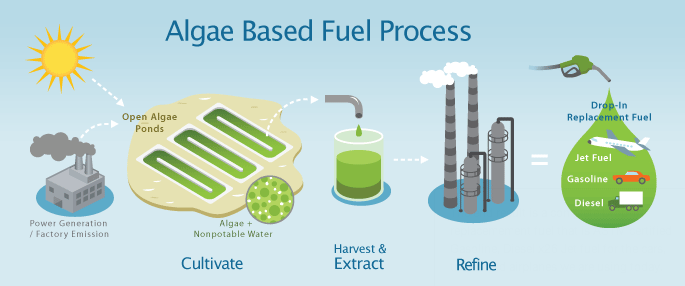 Algae Based Fuel Process
Open Algae
Ponds
Power Generation
/ Factory Emission
Algae +
Nonpotable Water
Cultivate
Harvest &
Extract
Refine
=
Drop-In
Replacement Fuel
Jet Fuel
Gasoline
Diesel